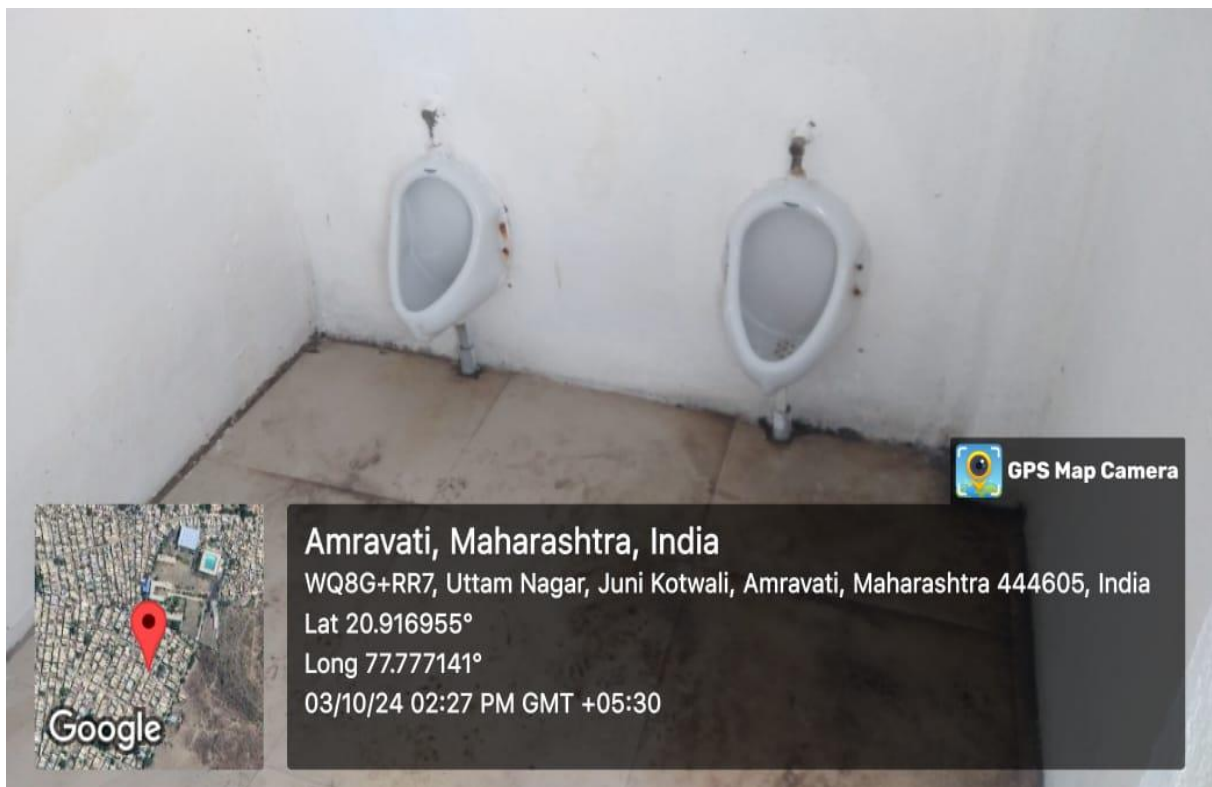 GPS Map Camera
Amravati, Maharashtra, India
WQ8G+RR7, Uttam Nagar, Juni Kotwali, Amravati, Maharashtra 444605, India
Lat 20.916955°
Long 77.777141°
03/10/24 02:27 PM GMT +05:30
Google